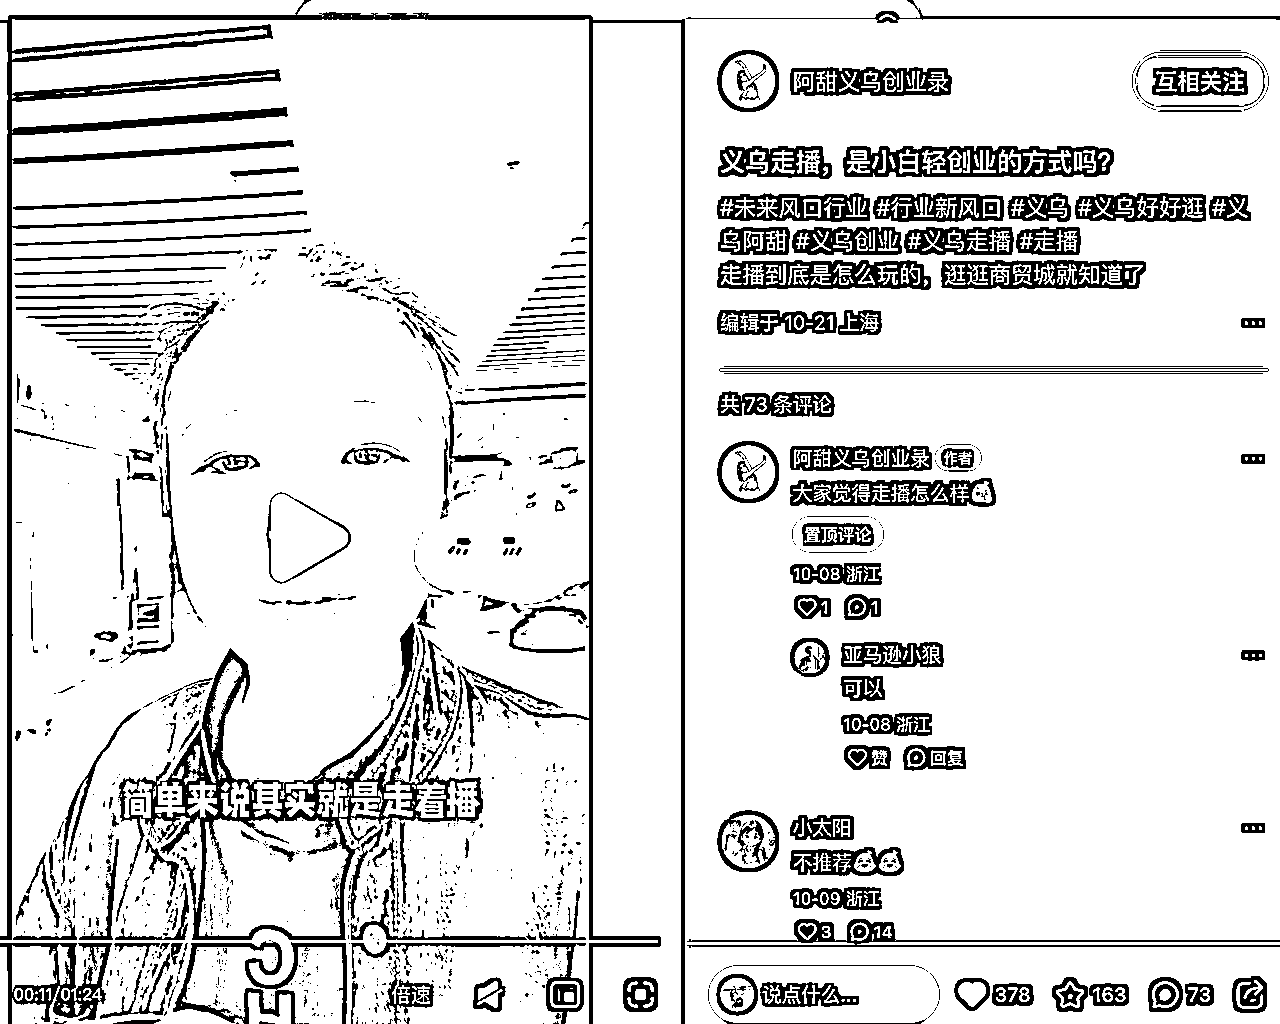 阿甜义乌创业录
互相关注
义乌走播，是小白轻创业的方式吗？
#未来风口行业 #行业新风口 #义乌 #义乌好好逛 #义
乌阿甜 #义乌创业 #义乌走播 #走播
走播到底是怎么玩的，逛逛商贸城就知道了
编辑于 10-21 上海
共 73 条评论
阿甜义乌创业录 作者
大家觉得走播怎么样
置顶评论
10-08 浙江
1 1
亚马逊小狼
可以
10-08 浙江
赞 回复
小太阳
不推荐
10-09 浙江
3 14
简单来说其实就是走着播
C
H
00:11/01:24 倍速
说点什么... 378 163 73